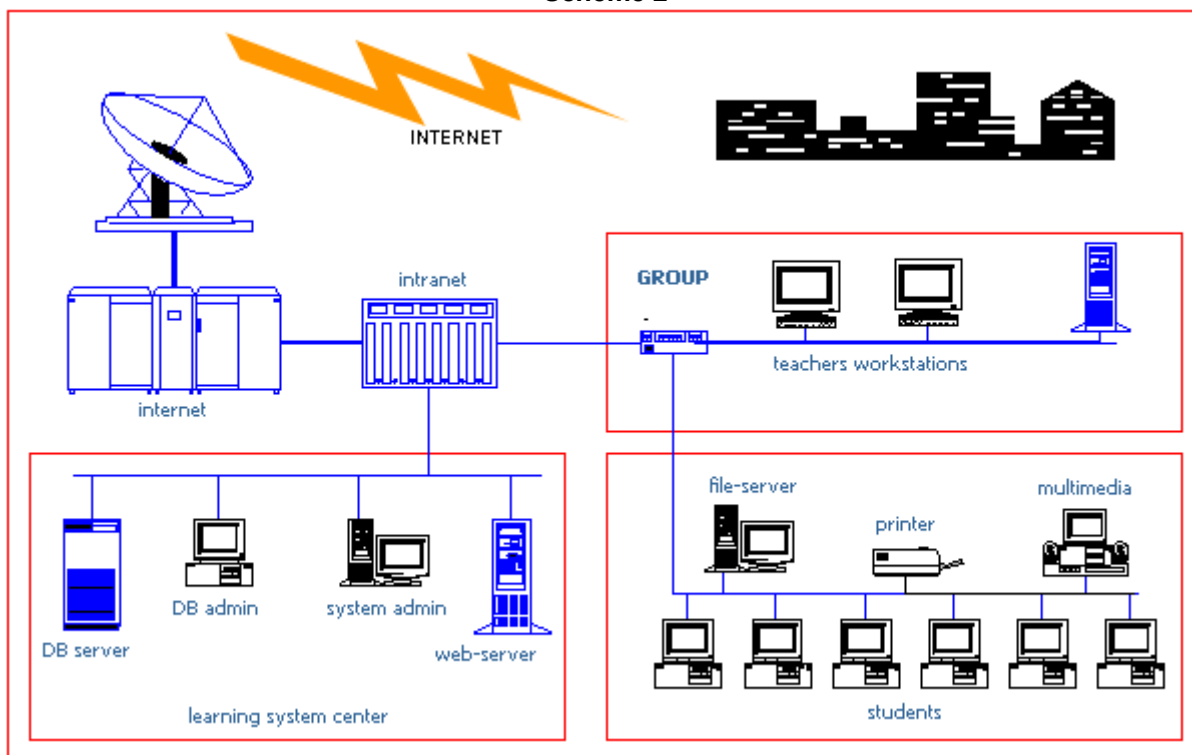 INTERNET
intranet
GROUP
teachers workstations
internet
file-server
multimedia
printer
DB admin
system admin
DB server
web-server
learning system center
students